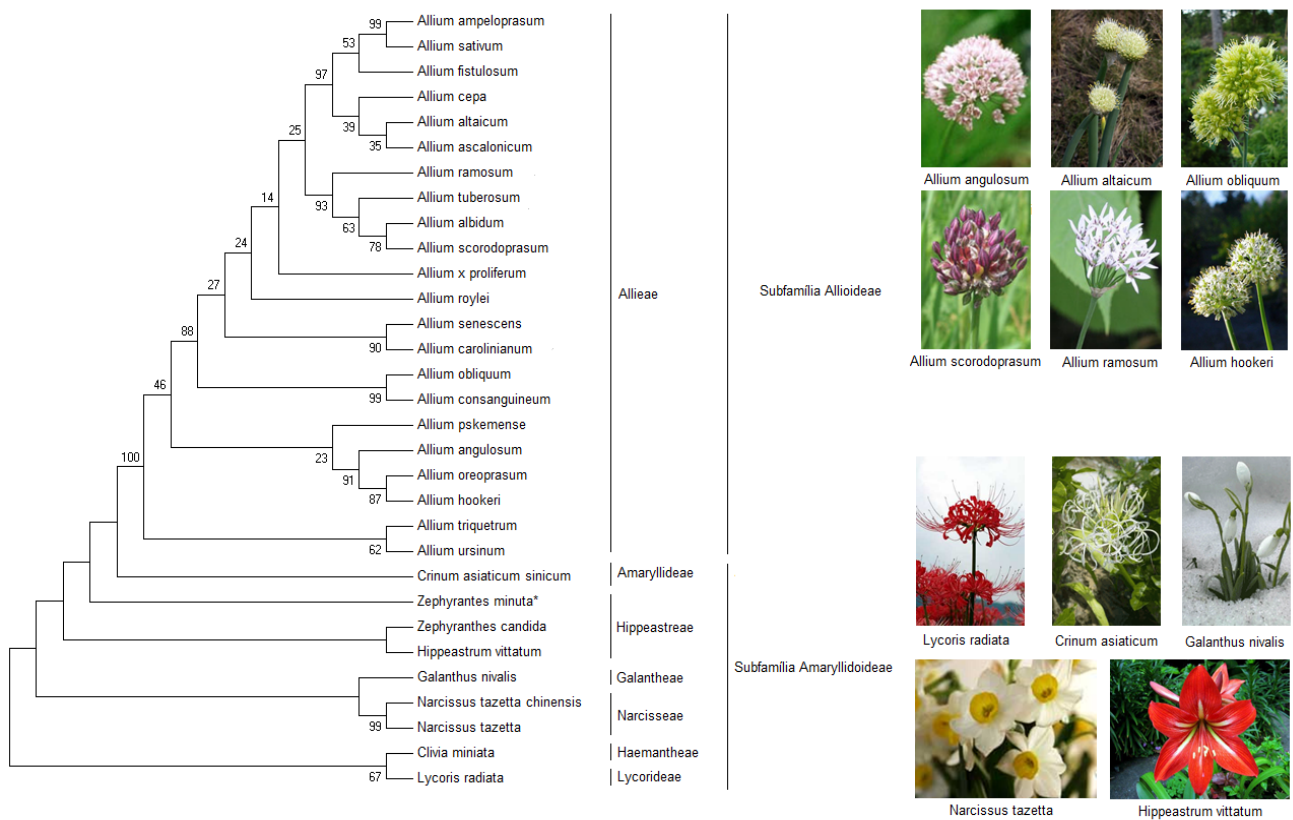 99
Allium ampeloprasum
53
Allium sativum
97
Allium fistulosum
Allium cepa
39
Allium altaicum
25
35
Allium ascalonicum
Allium ramosum
14
93
Allium tuberosum
63
Allium albidum
24
78
Allium scorodoprasum
Allium x proliferum
27
Allium roylei
Allium senescens
88
90
Allium carolinianum
Allium obliquum
46
99
Allium consanguineum
Allium pskemense
100
23
Allium angulosum
91
Allium oreoprasum
87
Allium hookeri
Allium triquetrum
62
Allium ursinum
Crinum asiaticum sinicum
Zephyrantes minuta*
Zephyranthes candida
Hippeastrum vittatum
Galanthus nivalis
Narcissus tazetta chinensis
99
Narcissus tazetta
Clivia miniata
67
Lycoris radiata
Allieae
Amaryllideae
Hippeastreae
Galantheae
Narcisseae
Haemantheae
Lycorideae
Subfamília Allioideae
Subfamília Amaryllidoideae
Allium angulosum
Allium altaicum
Allium obliquum
Allium scorodoprasum
Allium ramosum
Allium hookeri
Lycoris radiata
Crinum asiaticum
Galanthus nivalis
Narcissus tazetta
Hippeastrum vittatum